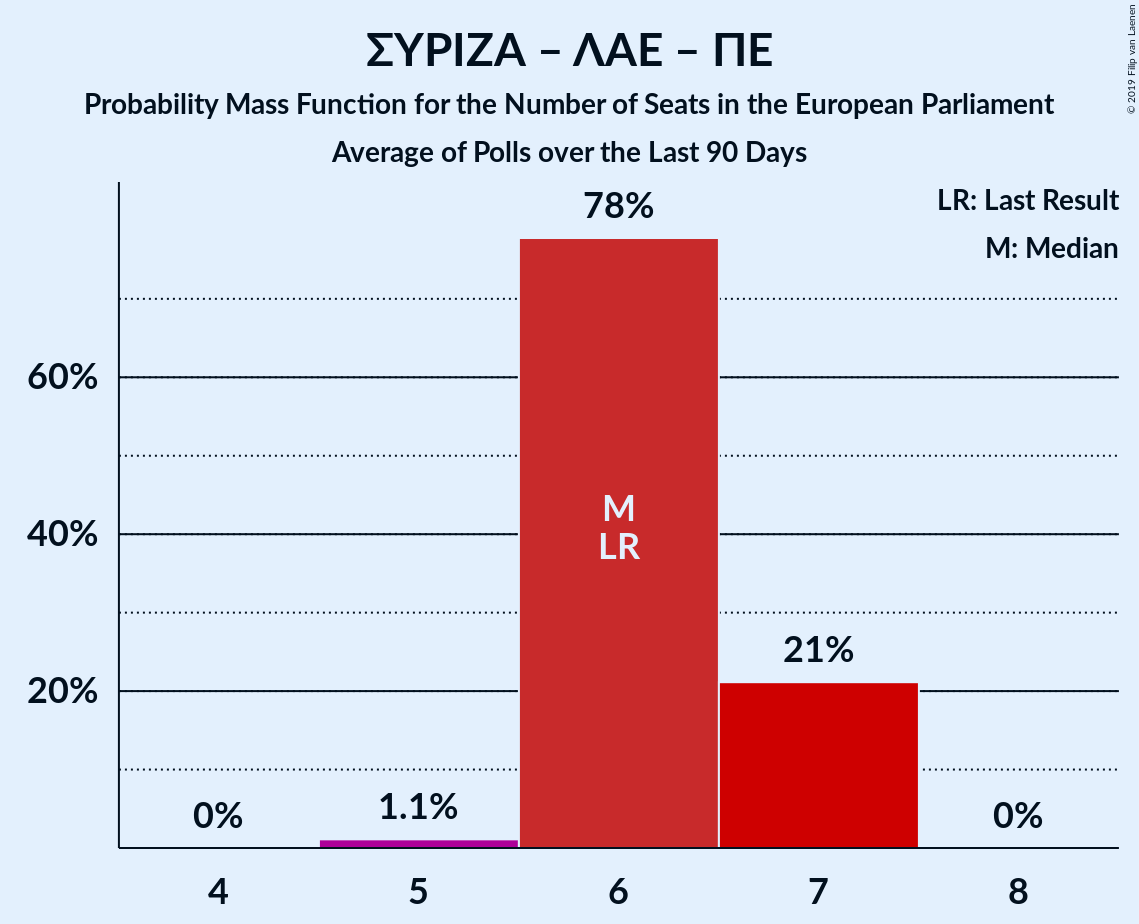 ΣΥΡΙΖΑ – ΛΑΕ – ΠΕ
Probability Mass Function for the Number of Seats in the European Parliament
Average of Polls over the Last 90 Days
© 2019 Filip van Laenen
LR: Last Result
M: Median
78%
60%
M
40%
LR
21%
20%
1.1%
0%
0%
4
5
6
7
8